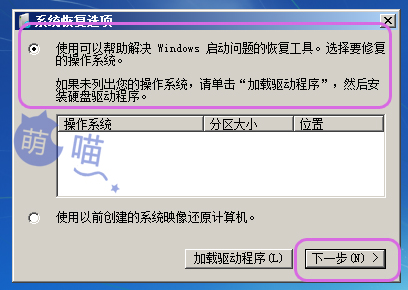 系统恢复选项
使用可以帮助解决 Windows 启动问题的恢复工具。选择要修复
的操作系统。
如果未列出您的操作系统，请单击“加载驱动程序”，然后安
装硬盘驱动程序。
操作系统 分区大小 位置
萌
喵
使用以前创建的系统映像还原计算机。
加载驱动程序(L) 下一步(N) >